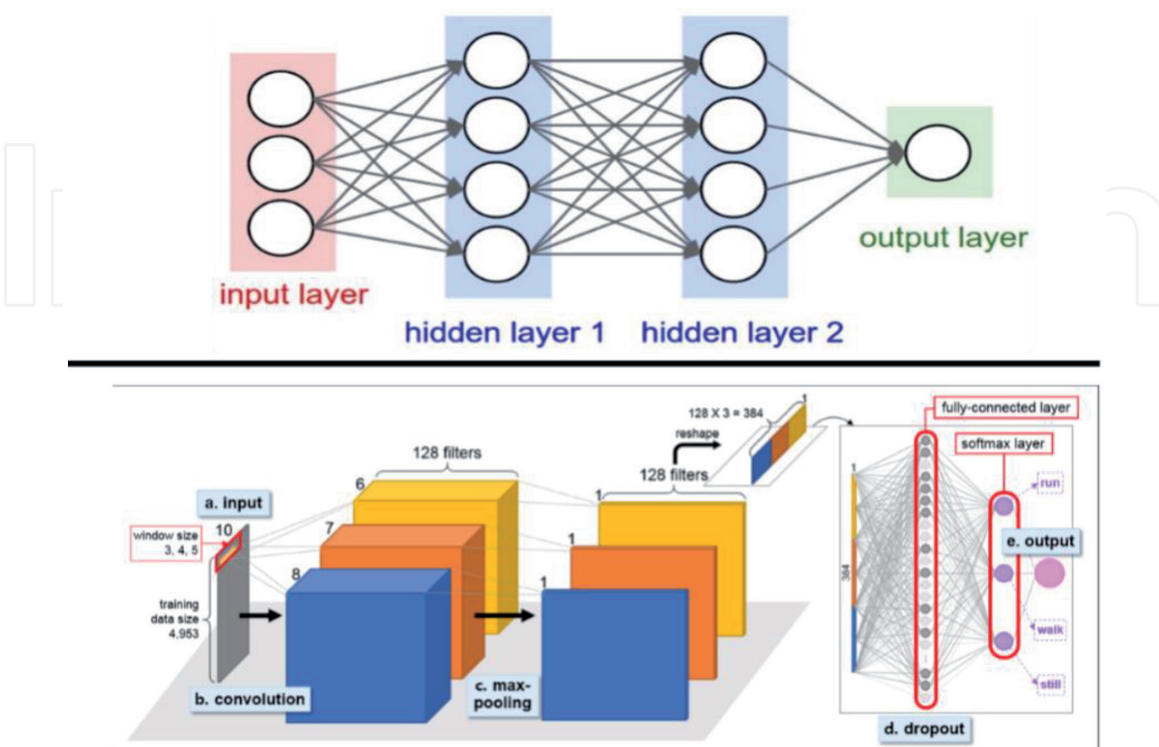 input layer
hidden layer 1
hidden layer 2
output layer
a. input
window size
3, 4, 5
10
training
data size
4,953
b. convolution
128 filters
6
7
8
c. max-
pooling
1
1
1
128 filters
reshape
128 X 3 = 384
1
fully-connected layer
softmax layer
1
384
run
e. output
walk
still
d. dropout